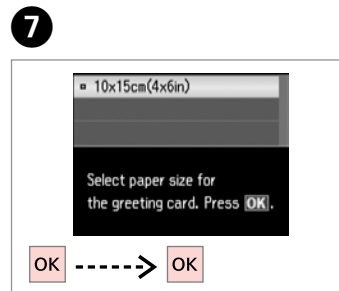 7
10x15cm(4x6in)
Select paper size for
the greeting card. Press OK.
OK OK